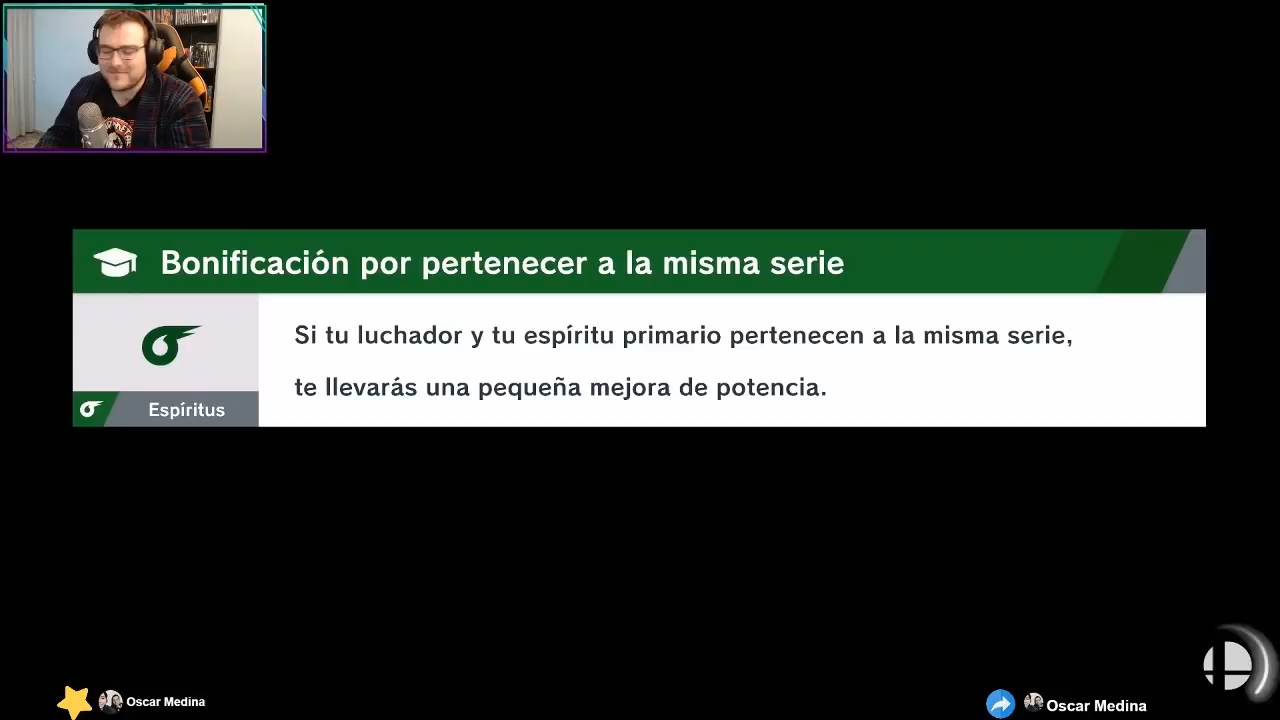 Bonificación por pertenecer a la misma serie
Si tu luchador y tu espíritu primario pertenecen a la misma serie,
te llevarás una pequeña mejora de potencia.
Espíritus
Oscar Medina
Oscar Medina